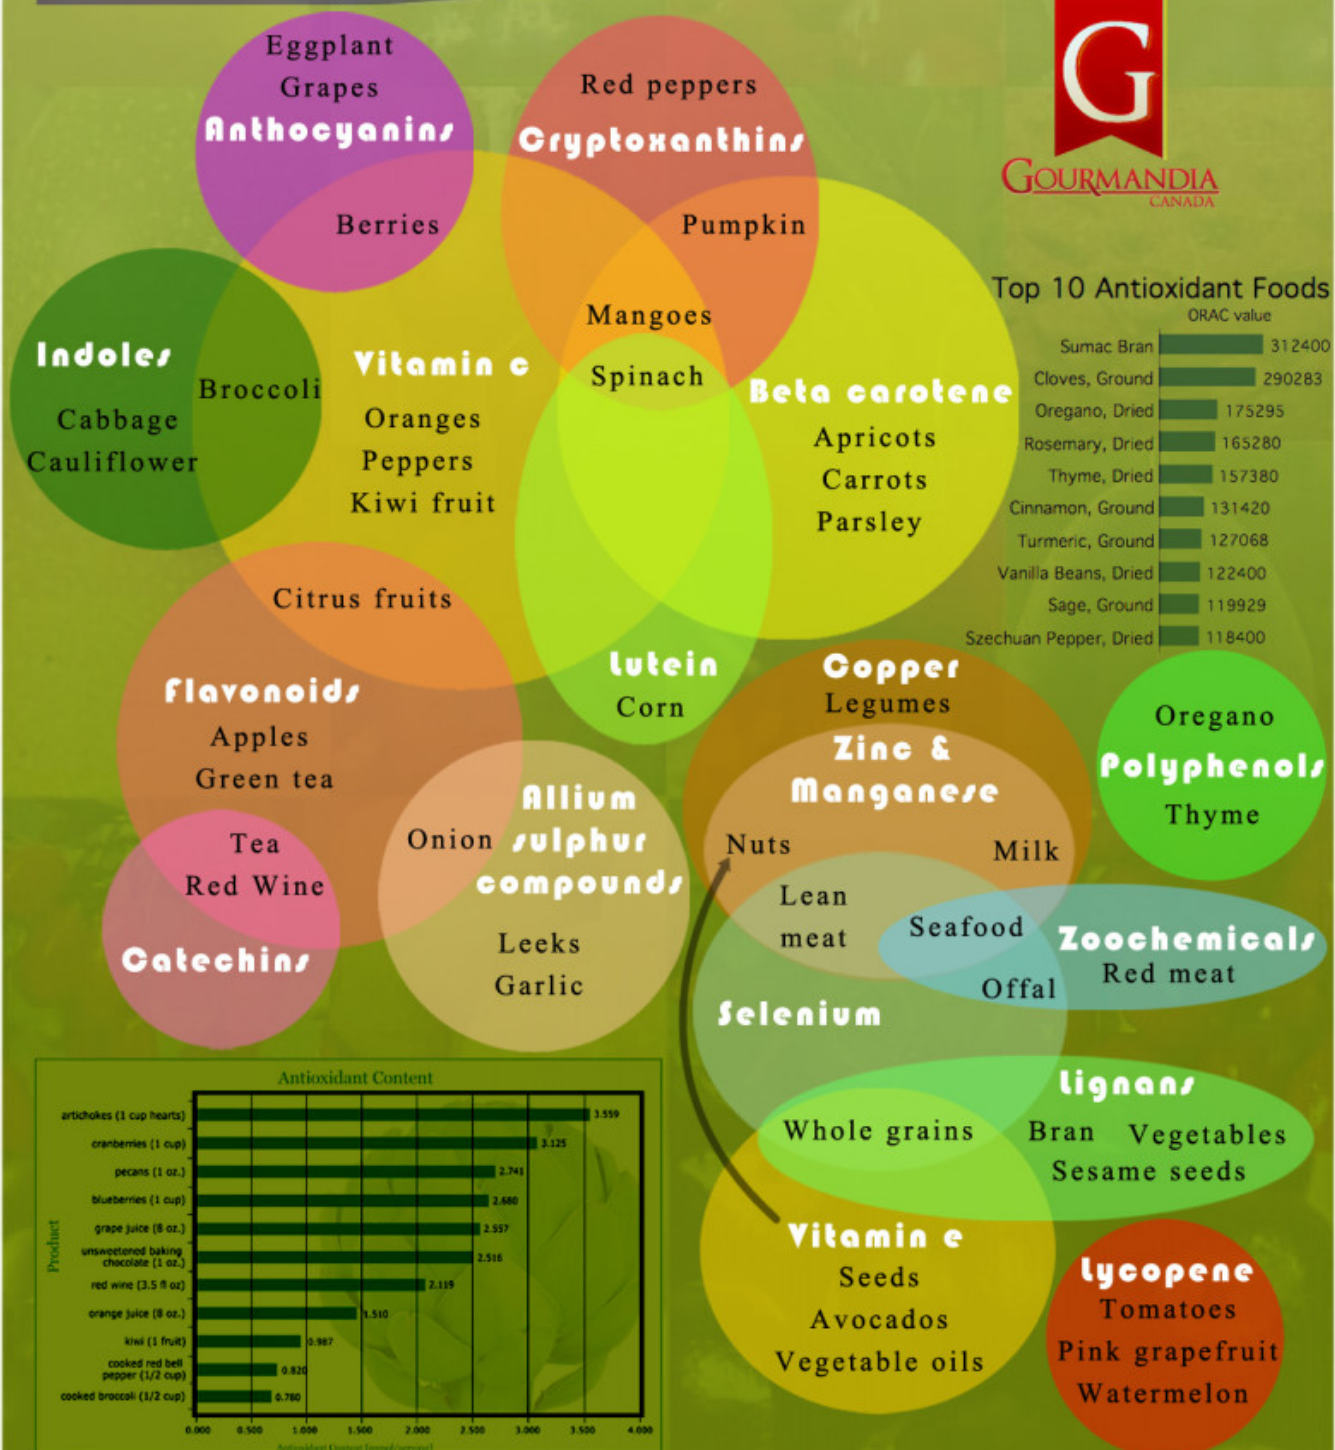 Eggplant
Grapes
Anthocyanins
Berries
Red peppers
Cryptoxanthins
Pumpkin
G
GOURMANDIA
CANADA
Indoles
Broccoli
Cabbage
Cauliflower
Vitamin c
Oranges
Peppers
Kiwi fruit
Mangoes
Spinach
Beta carotene
Apricots
Carrots
Parsley
Top 10 Antioxidant Foods
ORAC value
Sumac Bran 312400
Cloves, Ground 290283
Oregano, Dried 175295
Rosemary, Dried 165280
Thyme, Dried 157380
Cinnamon, Ground 131420
Turmeric, Ground 127068
Vanilla Beans, Dried 122400
Sage, Ground 119929
Szechuan Pepper, Dried 118400
Citrus fruits
Flavonoids
Apples
Green tea
Lutein
Corn
Copper
Legumes
Zinc &
Manganese
Nuts
Milk
Oregano
Polyphenols
Thyme
Tea
Red Wine
Catechins
Onion
Allium
sulphur
compounds
Leeks
Garlic
Lean
meat
Seafood
Offal
Zoochemicals
Red meat
Selenium
Lignans
Whole grains
Bran Vegetables
Sesame seeds
Vitamin e
Seeds
Avocados
Vegetable oils
Lycopene
Tomatoes
Pink grapefruit
Watermelon
Antioxidant Content
Product
artichokes (1 cup hearts) 3.559
cranberries (1 cup) 3.125
pecans (1 oz.) 2.741
blueberries (1 cup) 2.680
grape juice (8 oz.) 2.557
unsweetened baking
chocolate (1 oz.) 2.516
red wine (3.5 fl oz) 2.119
orange juice (8 oz.) 1.510
kiwi (1 fruit) 0.987
cooked red bell
pepper (1/2 cup) 0.820
cooked broccoli (1/2 cup) 0.780
0.000 0.500 1.000 1.500 2.000 2.500 3.000 3.500 4.000
Antioxidant Content